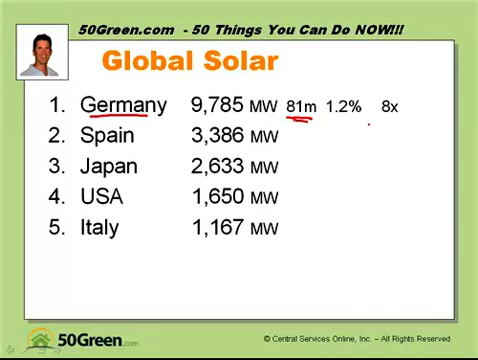 50Green.com - 50 Things You Can Do NOW!!!
Global Solar
1. Germany 9,785 MW 81m 1.2% 8x
2. Spain 3,386 MW
3. Japan 2,633 MW
4. USA 1,650 MW
5. Italy 1,167 MW
50Green.com © Central Services Online, Inc. – All Rights Reserved